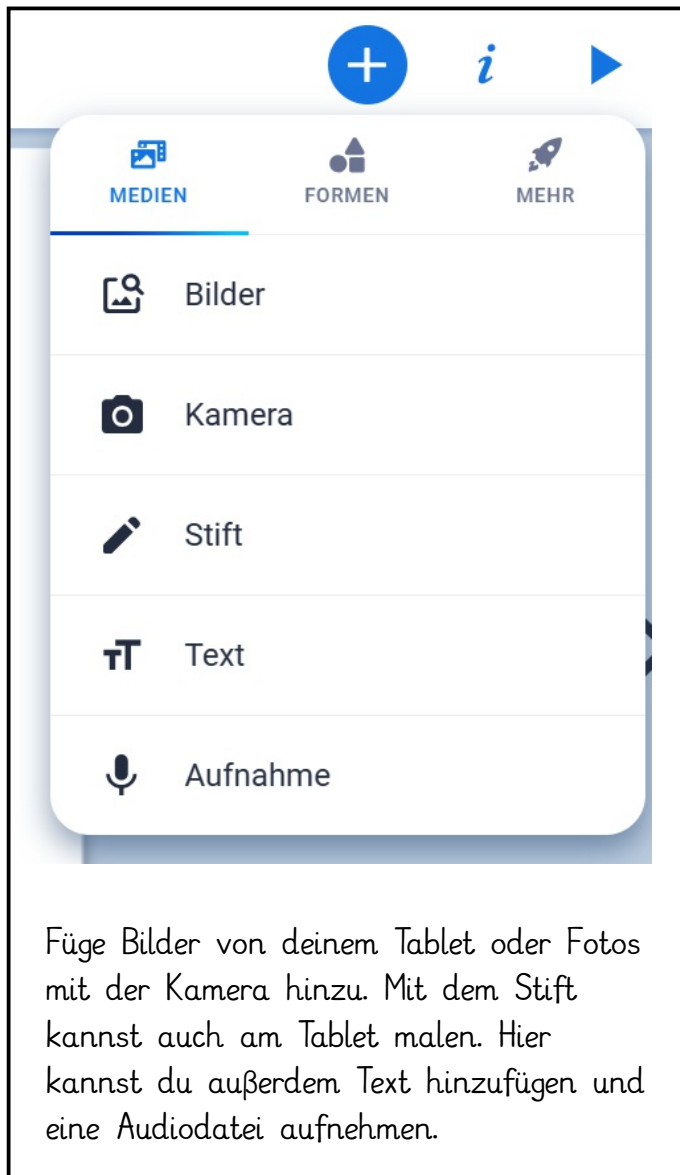 MEDIEN FORMEN MEHR
Bilder
Kamera
Stift
Text
Aufnahme
Füge Bilder von deinem Tablet oder Fotos
mit der Kamera hinzu. Mit dem Stift
kannst auch am Tablet malen. Hier
kannst du außerdem Text hinzufügen und
eine Audiodatei aufnehmen.